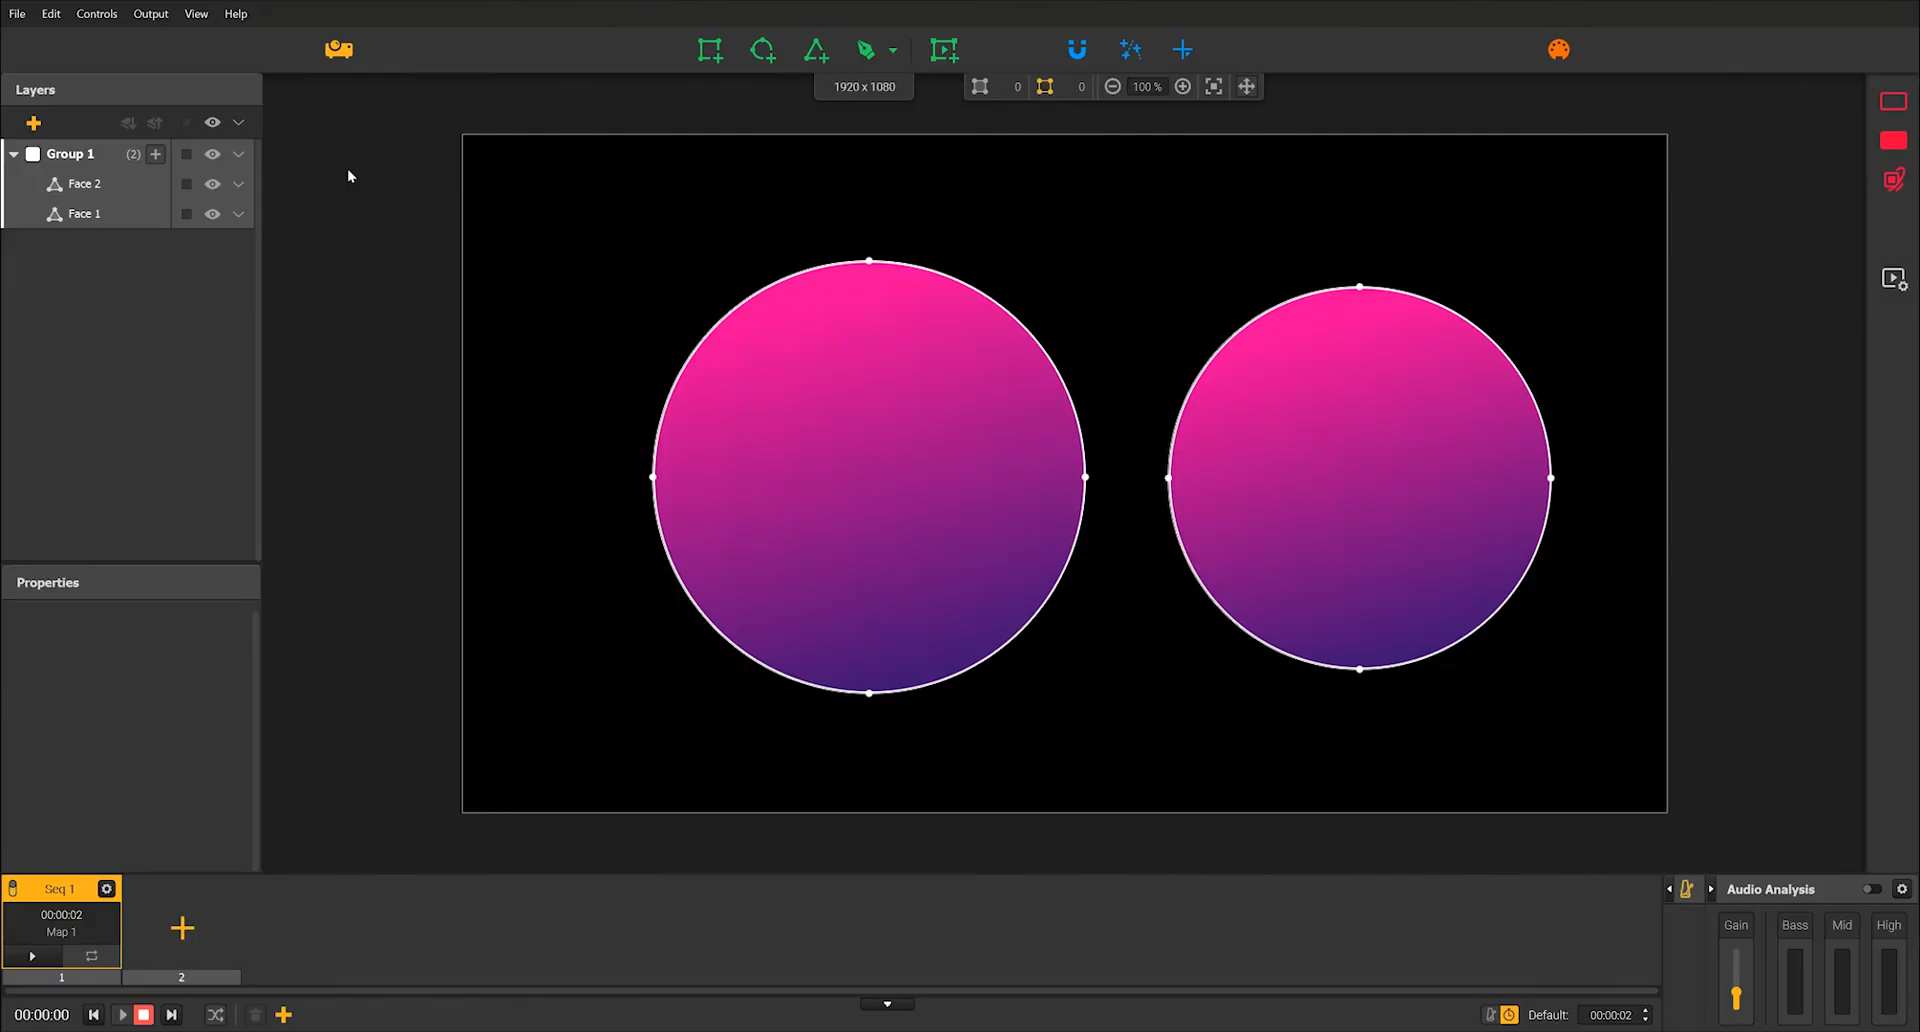 File Edit Controls Output View Help
1920 x 1080
0
0
100 %
Layers
Group 1 (2)
Face 2
Face 1
Properties
Seq 1
00:00:02
Map 1
1
2
Audio Analysis
Gain Bass Mid High
00:00:00
Default: 00:00:02